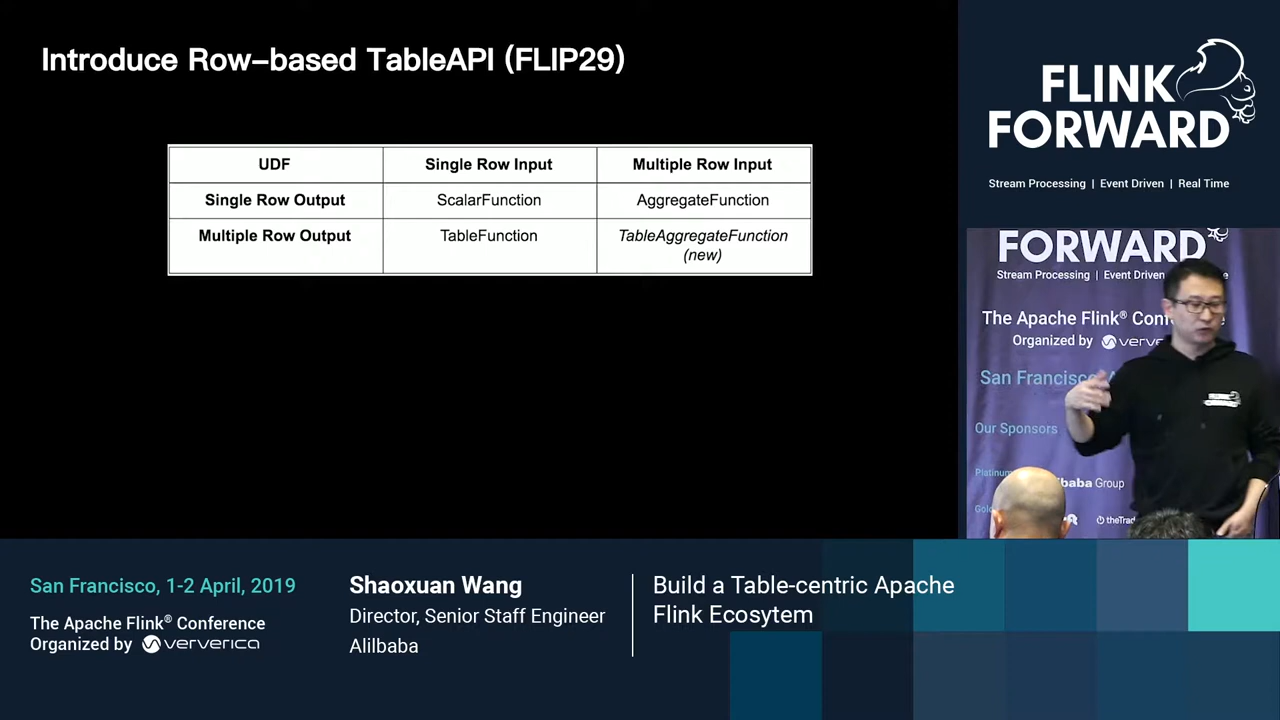 Introduce Row-based TableAPI (FLIP29)
UDF Single Row Input Multiple Row Input
Single Row Output ScalarFunction AggregateFunction
Multiple Row Output TableFunction TableAggregateFunction
(new)
FLINK
FORWARD
Stream Processing | Event Driven | Real Time
FORWARD
Stream Processing | Event Driven
The Apache Flink®
Organized by
San Francisco
Our Sponsors
Platinum
Group
San Francisco, 1-2 April, 2019
The Apache Flink® Conference
Organized by ververica
Shaoxuan Wang
Director, Senior Staff Engineer
Alilbaba
Build a Table-centric Apache
Flink Ecosytem